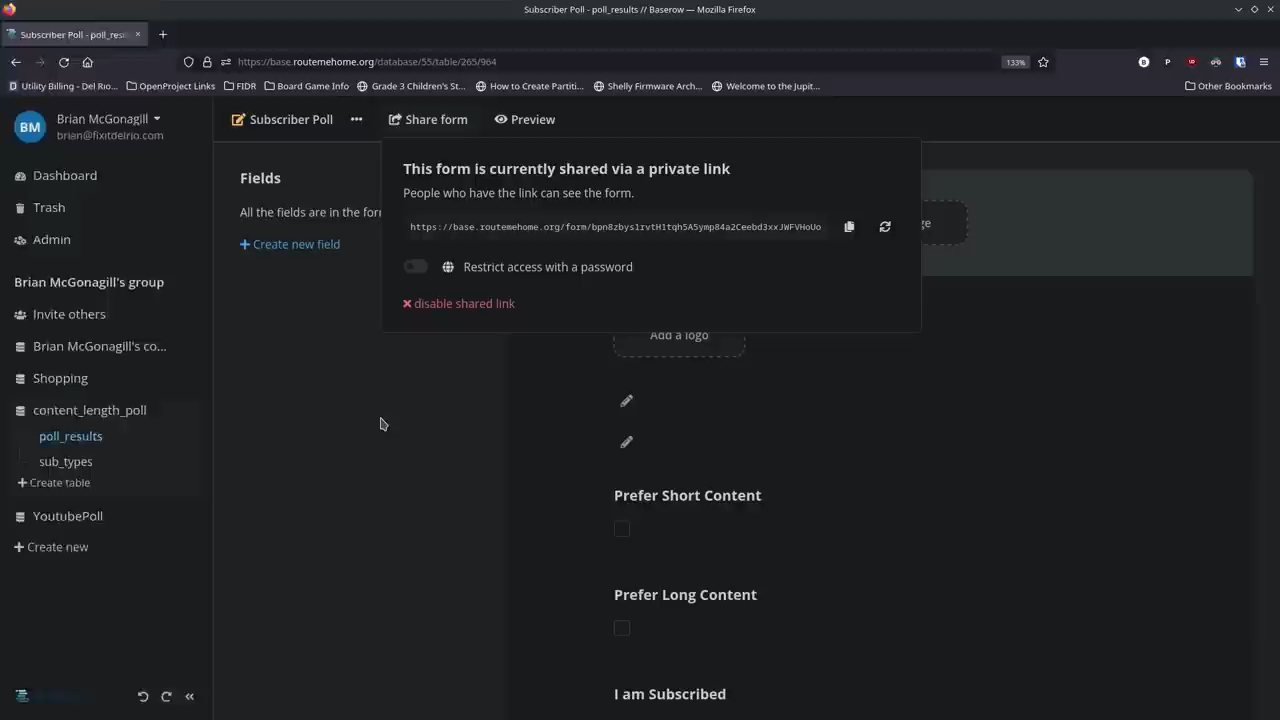 Subscriber Poll - poll_results // Baserow — Mozilla Firefox
Subscriber Poll - poll_resu
https://base.routemehome.org/database/55/table/265/964
133%
Utility Billing - Del Rio…
OpenProject Links
FIDR
Board Game Info
Grade 3 Children's St…
How to Create Partiti…
Shelly Firmware Arch…
Welcome to the Jupit…
Other Bookmarks
BM
Brian McGonagill
brian@fixitdelrio.com
Dashboard
Trash
Admin
Brian McGonagill's group
Invite others
Brian McGonagill's co...
Shopping
content_length_poll
poll_results
sub_types
+ Create table
YoutubePoll
+ Create new
Subscriber Poll
Share form
Preview
Fields
All the fields are in the for
+ Create new field
This form is currently shared via a private link
People who have the link can see the form.
https://base.routemehome.org/form/bpn8zbys1rvtH1tqh5A5ymp84a2Ceebd3xxJWFVHoUo
Restrict access with a password
disable shared link
ge
Add a logo
Prefer Short Content
Prefer Long Content
I am Subscribed